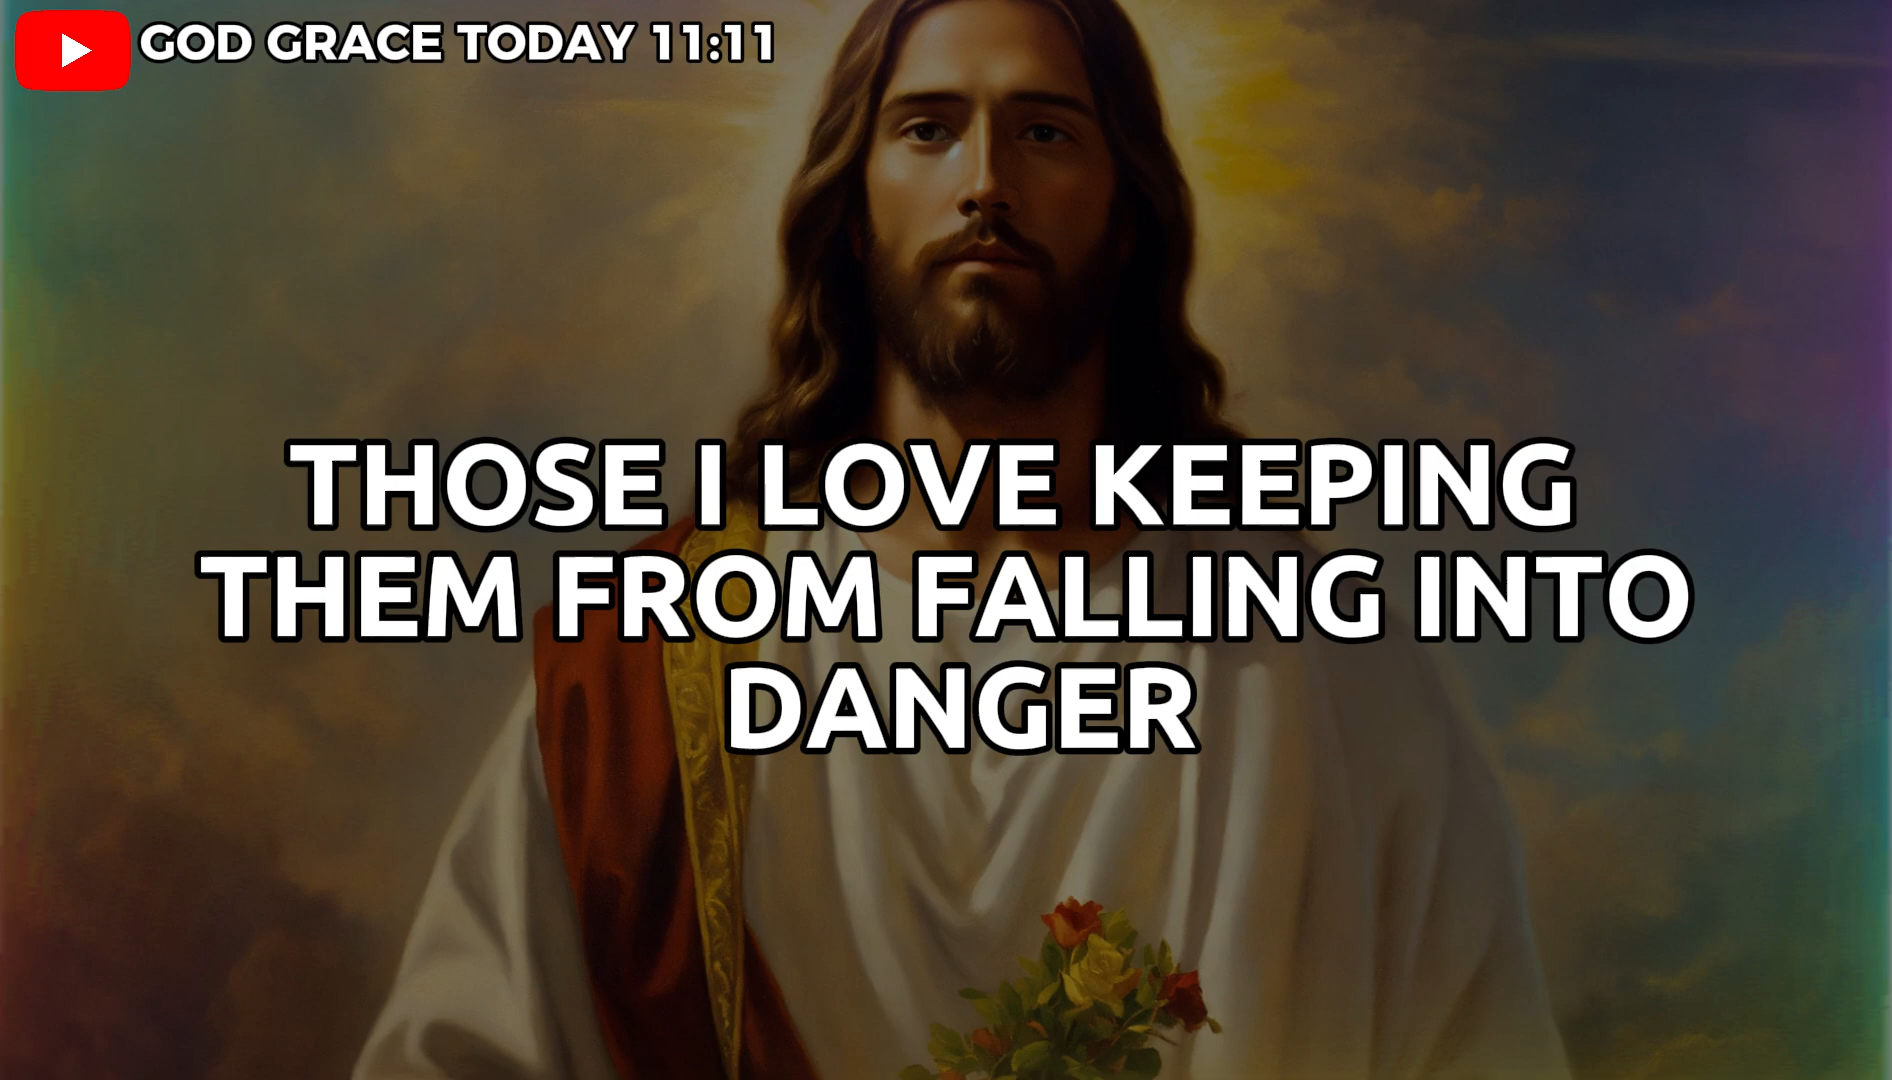 GOD GRACE TODAY 11:11
THOSE I LOVE KEEPING
THEM FROM FALLING INTO
DANGER